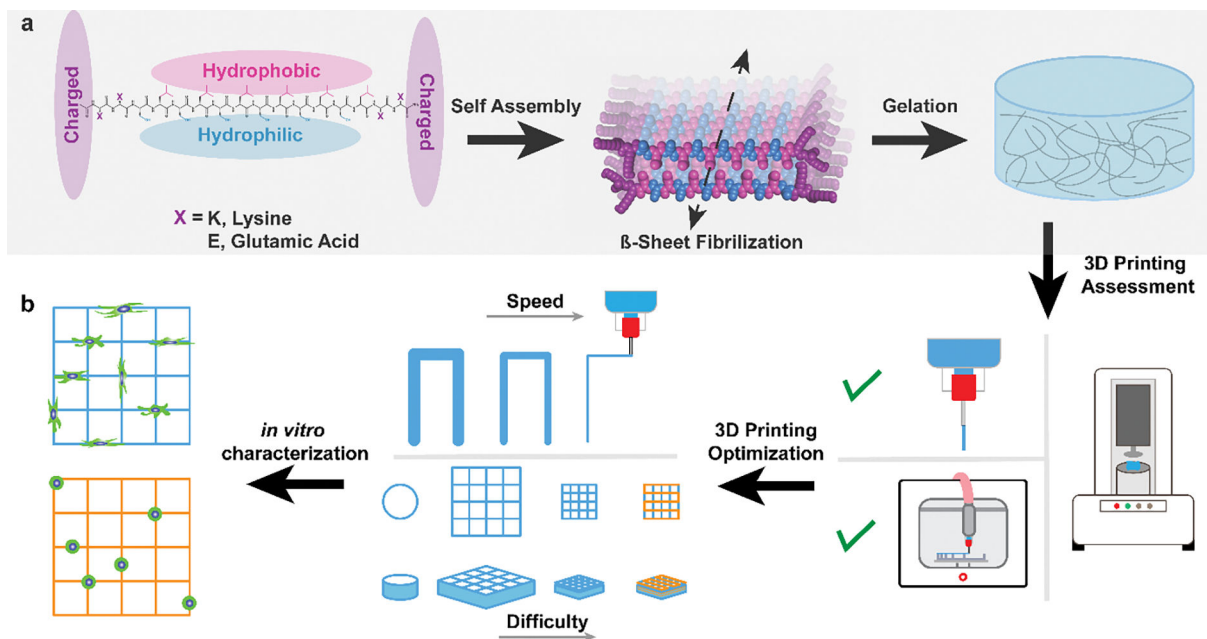 a
Charged
Hydrophobic
Hydrophilic
Charged
X
X
X
X
X = K, Lysine
E, Glutamic Acid
Self Assembly
ß-Sheet Fibrilization
Gelation
3D Printing
Assessment
b
Speed
3D Printing
Optimization
in vitro
characterization
Difficulty